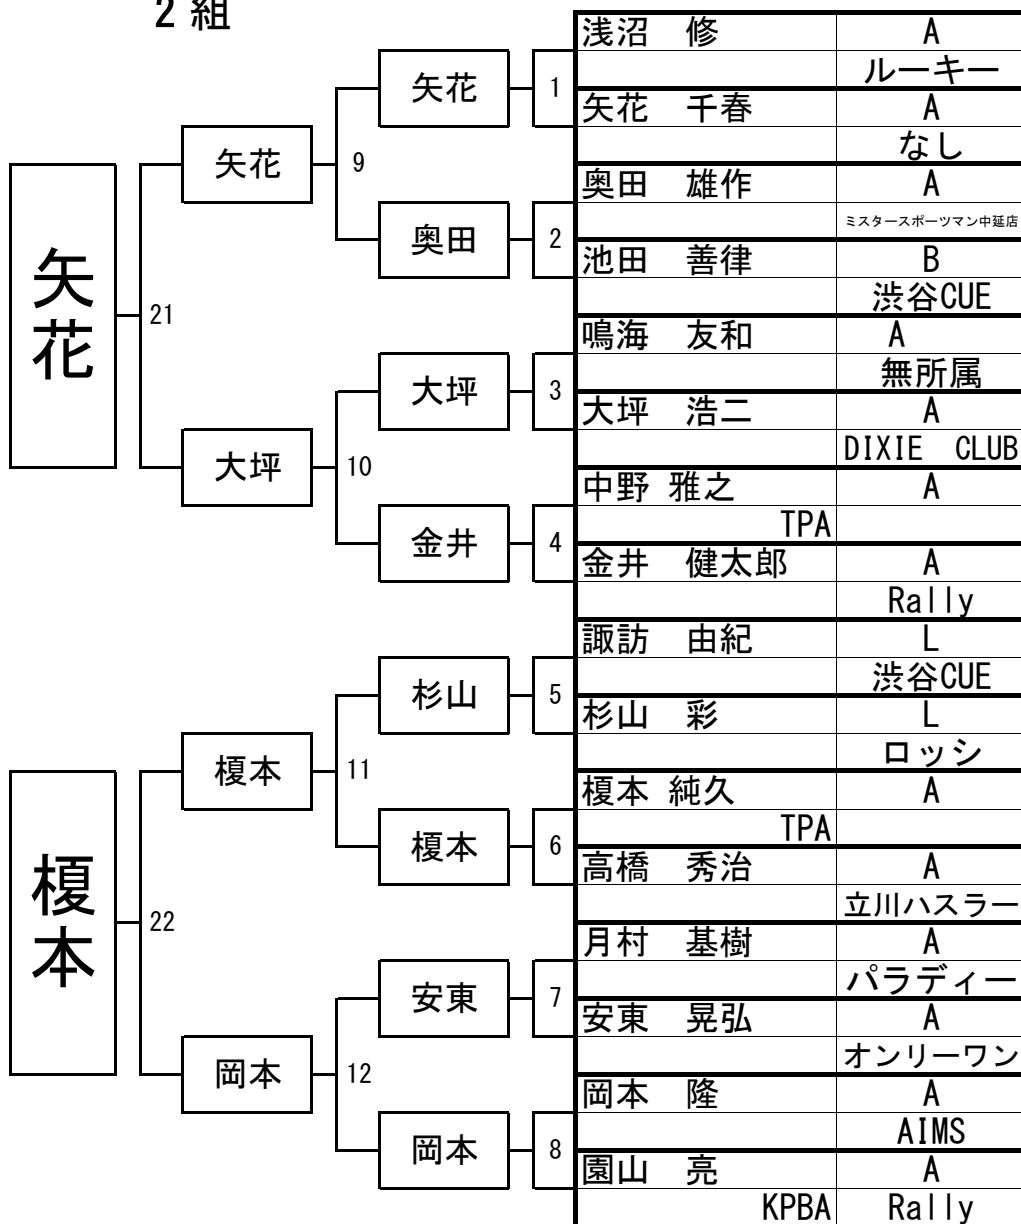 2 組
浅沼　修 A
ルーキー
矢花 1
矢花　千春 A
なし
矢花 9
奥田　雄作 A
ミスタースポーツマン中延店
奥田 2
池田　善律 B
渋谷CUE
矢花 21
鳴海　友和 A
無所属
大坪 3
大坪　浩二 A
DIXIE　CLUB
大坪 10
中野 雅之 A
TPA
金井 4
金井　健太郎 A
Rally
諏訪　由紀 L
渋谷CUE
杉山 5
杉山　彩 L
ロッシ
榎本 11
榎本 純久 A
TPA
榎本 6
高橋　秀治 A
立川ハスラー
榎本 22
月村　基樹 A
パラディー
安東 7
安東　晃弘 A
オンリーワン
岡本 12
岡本　隆 A
AIMS
岡本 8
園山　亮 A
KPBA Rally